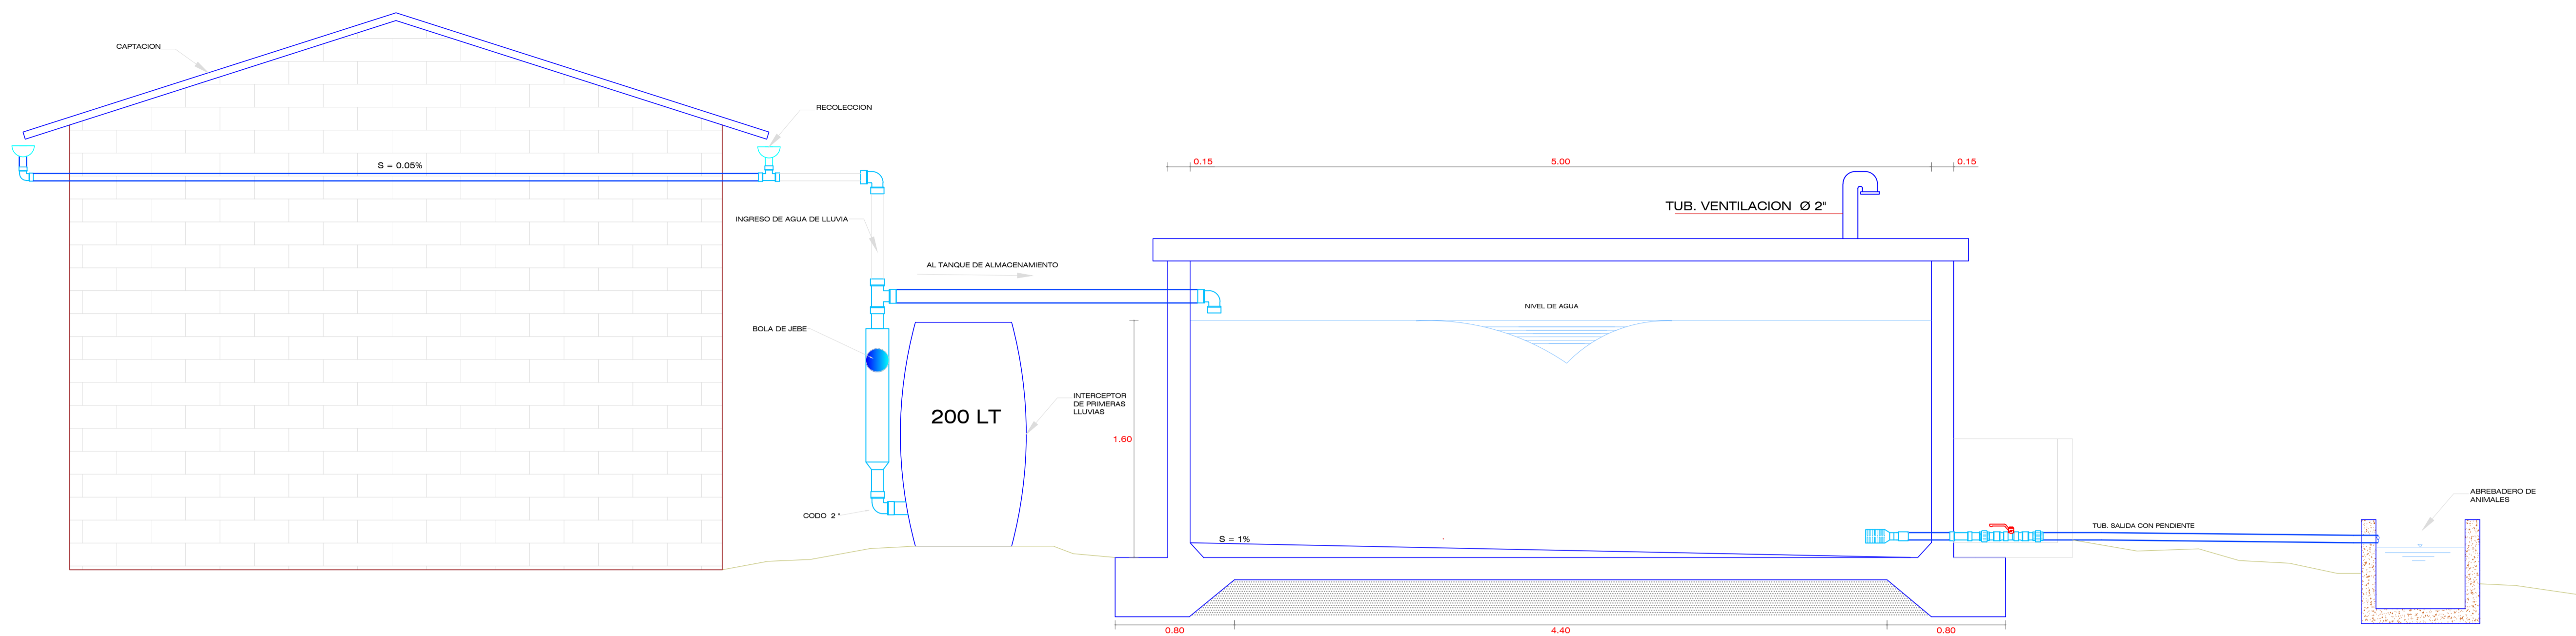 CAPTACION
RECOLECCION
S = 0.05%
INGRESO DE AGUA DE LLUVIA
AL TANQUE DE ALMACENAMIENTO
BOLA DE JEBE
200 LT
INTERCEPTOR
DE PRIMERAS
LLUVIAS
CODO 2 "
0.15
5.00
0.15
TUB. VENTILACION Ø 2"
NIVEL DE AGUA
1.60
S = 1%
TUB. SALIDA CON PENDIENTE
ABREBADERO DE
ANIMALES
0.80
4.40
0.80